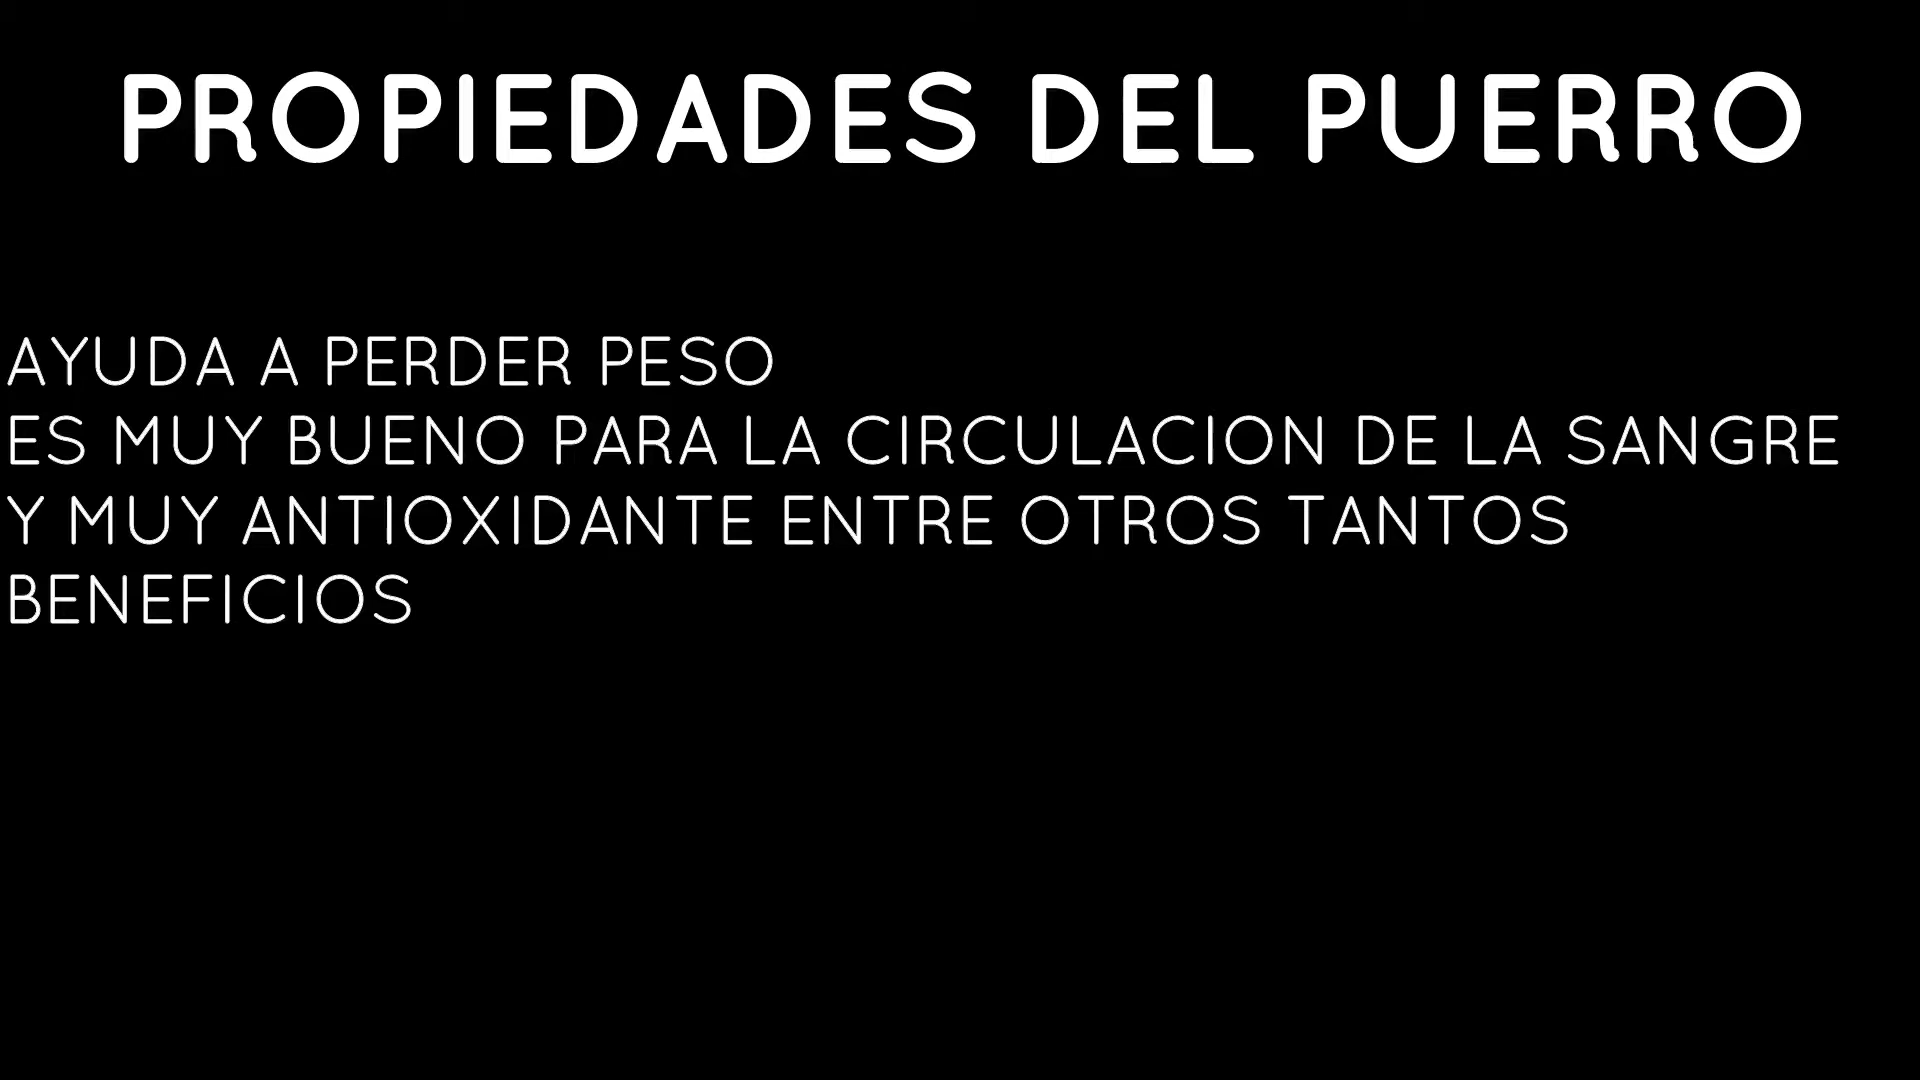 PROPIEDADES DEL PUERRO
AYUDA A PERDER PESO
ES MUY BUENO PARA LA CIRCULACION DE LA SANGRE
Y MUY ANTIOXIDANTE ENTRE OTROS TANTOS
BENEFICIOS